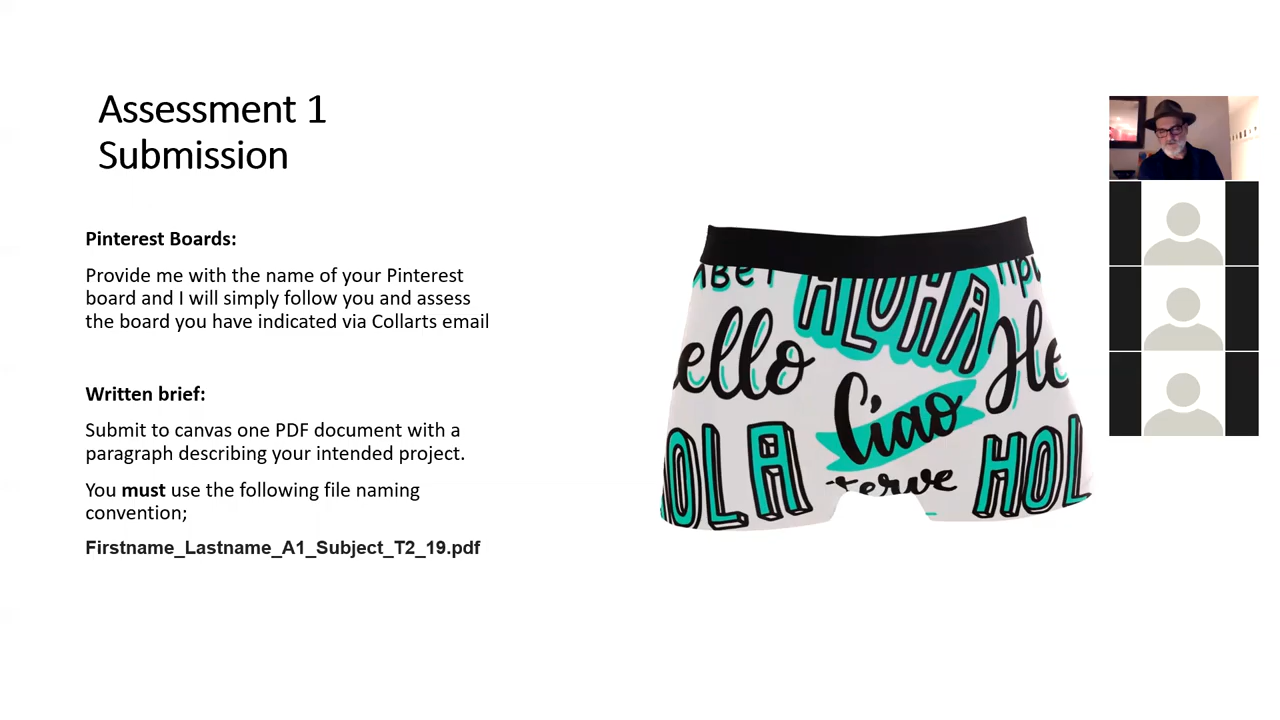 Assessment 1
Submission
Pinterest Boards:
Provide me with the name of your Pinterest
board and I will simply follow you and assess
the board you have indicated via Collarts email
Written brief:
Submit to canvas one PDF document with a
paragraph describing your intended project.
You must use the following file naming
convention;
Firstname_Lastname_A1_Subject_T2_19.pdf
ALOHA
ello
He
Ciao
OLA
HOL